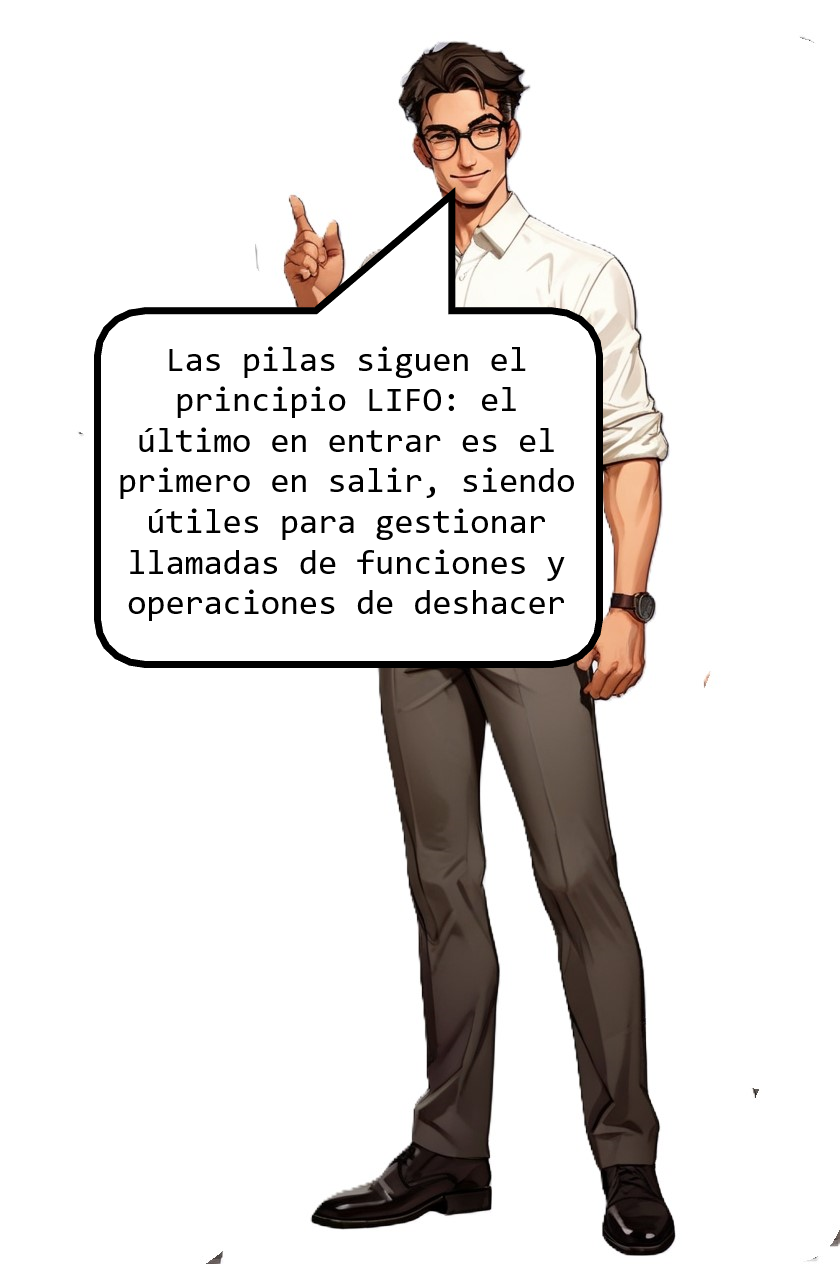 Las pilas siguen el
principio LIFO: el
último en entrar es el
primero en salir, siendo
útiles para gestionar
llamadas de funciones y
operaciones de deshacer